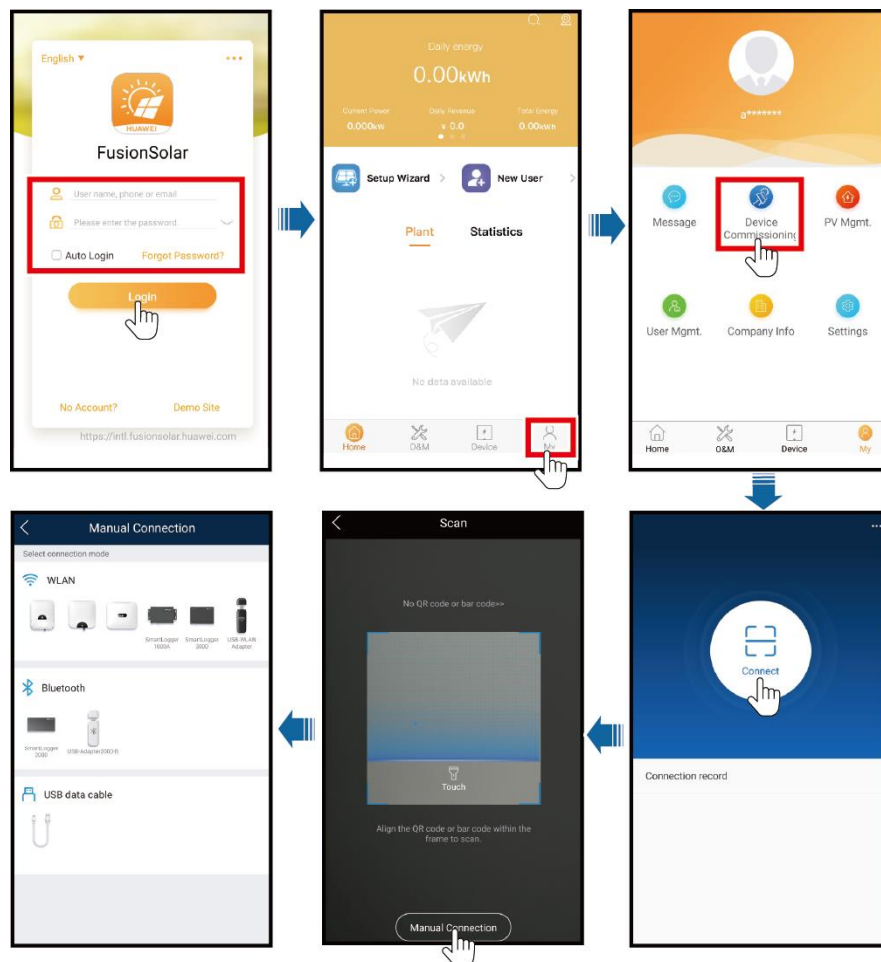 English ▼
HUAWEI
FusionSolar
User name, phone or email
Please enter the password
Auto Login Forgot Password?
Login
No Account? Demo Site
https://intl.fusionsolar.huawei.com
Daily energy
0.00kWh
Current Power Daily Revenue Total Energy
0.000kW ¥ 0.0 0.00kWh
Setup Wizard > New User >
Plant Statistics
No data available
Home O&M Device My
a*******
Message Device Commissioning PV Mgmt.
User Mgmt. Company Info Settings
Home O&M Device My
Connect
Connection record
Scan
No QR code or bar code>>
Touch
Align the QR code or bar code within the
frame to scan.
Manual Connection
Manual Connection
Select connection mode
WLAN
SmartLogger 1000A SmartLogger 3000 USB-WLAN Adapter
Bluetooth
SmartLogger 2000 USB-Adapter2000-B
USB data cable